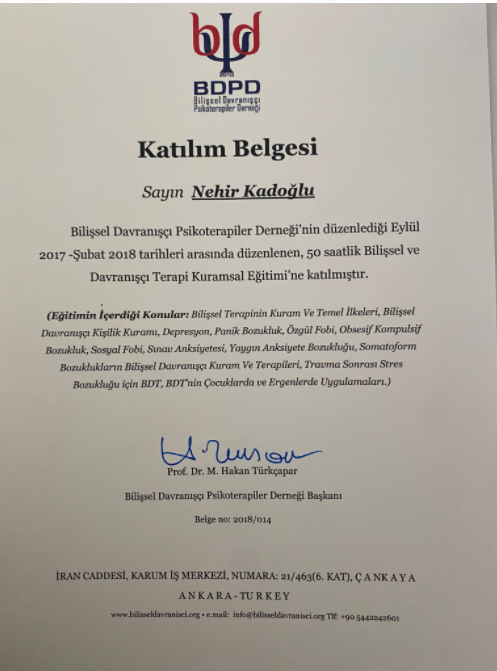 bψd
2010
BDPD
Bilişsel Davranışçı
Psikoterapiler Derneği
Katılım Belgesi
Sayın Nehir Kadoğlu
Bilişsel Davranışçı Psikoterapiler Derneği’nin düzenlediği Eylül
2017 -Şubat 2018 tarihleri arasında düzenlenen, 50 saatlik Bilişsel ve
Davranışçı Terapi Kuramsal Eğitimi’ne katılmıştır.
(Eğitimin İçerdiği Konular: Bilişsel Terapinin Kuram Ve Temel İlkeleri, Bilişsel
Davranışçı Kişilik Kuramı, Depresyon, Panik Bozukluk, Özgül Fobi, Obsesif Kompulsif
Bozukluk, Sosyal Fobi, Sınav Anksiyetesi, Yaygın Anksiyete Bozukluğu, Somatoform
Bozuklukların Bilişsel Davranışçı Kuram Ve Terapileri, Travma Sonrası Stres
Bozukluğu için BDT, BDT’nin Çocuklarda ve Ergenlerde Uygulamaları.)
Prof. Dr. M. Hakan Türkçapar
Bilişsel Davranışçı Psikoterapiler Derneği Başkanı
Belge no: 2018/014
İRAN CADDESİ, KARUM İŞ MERKEZİ, NUMARA: 21/463(6. KAT), Ç A N K A Y A
A N K A R A - T U R K E Y
www.bilisseldavranisci.org • e.mail: info@bilisseldavranisci.org Tlf: +90 5442242601